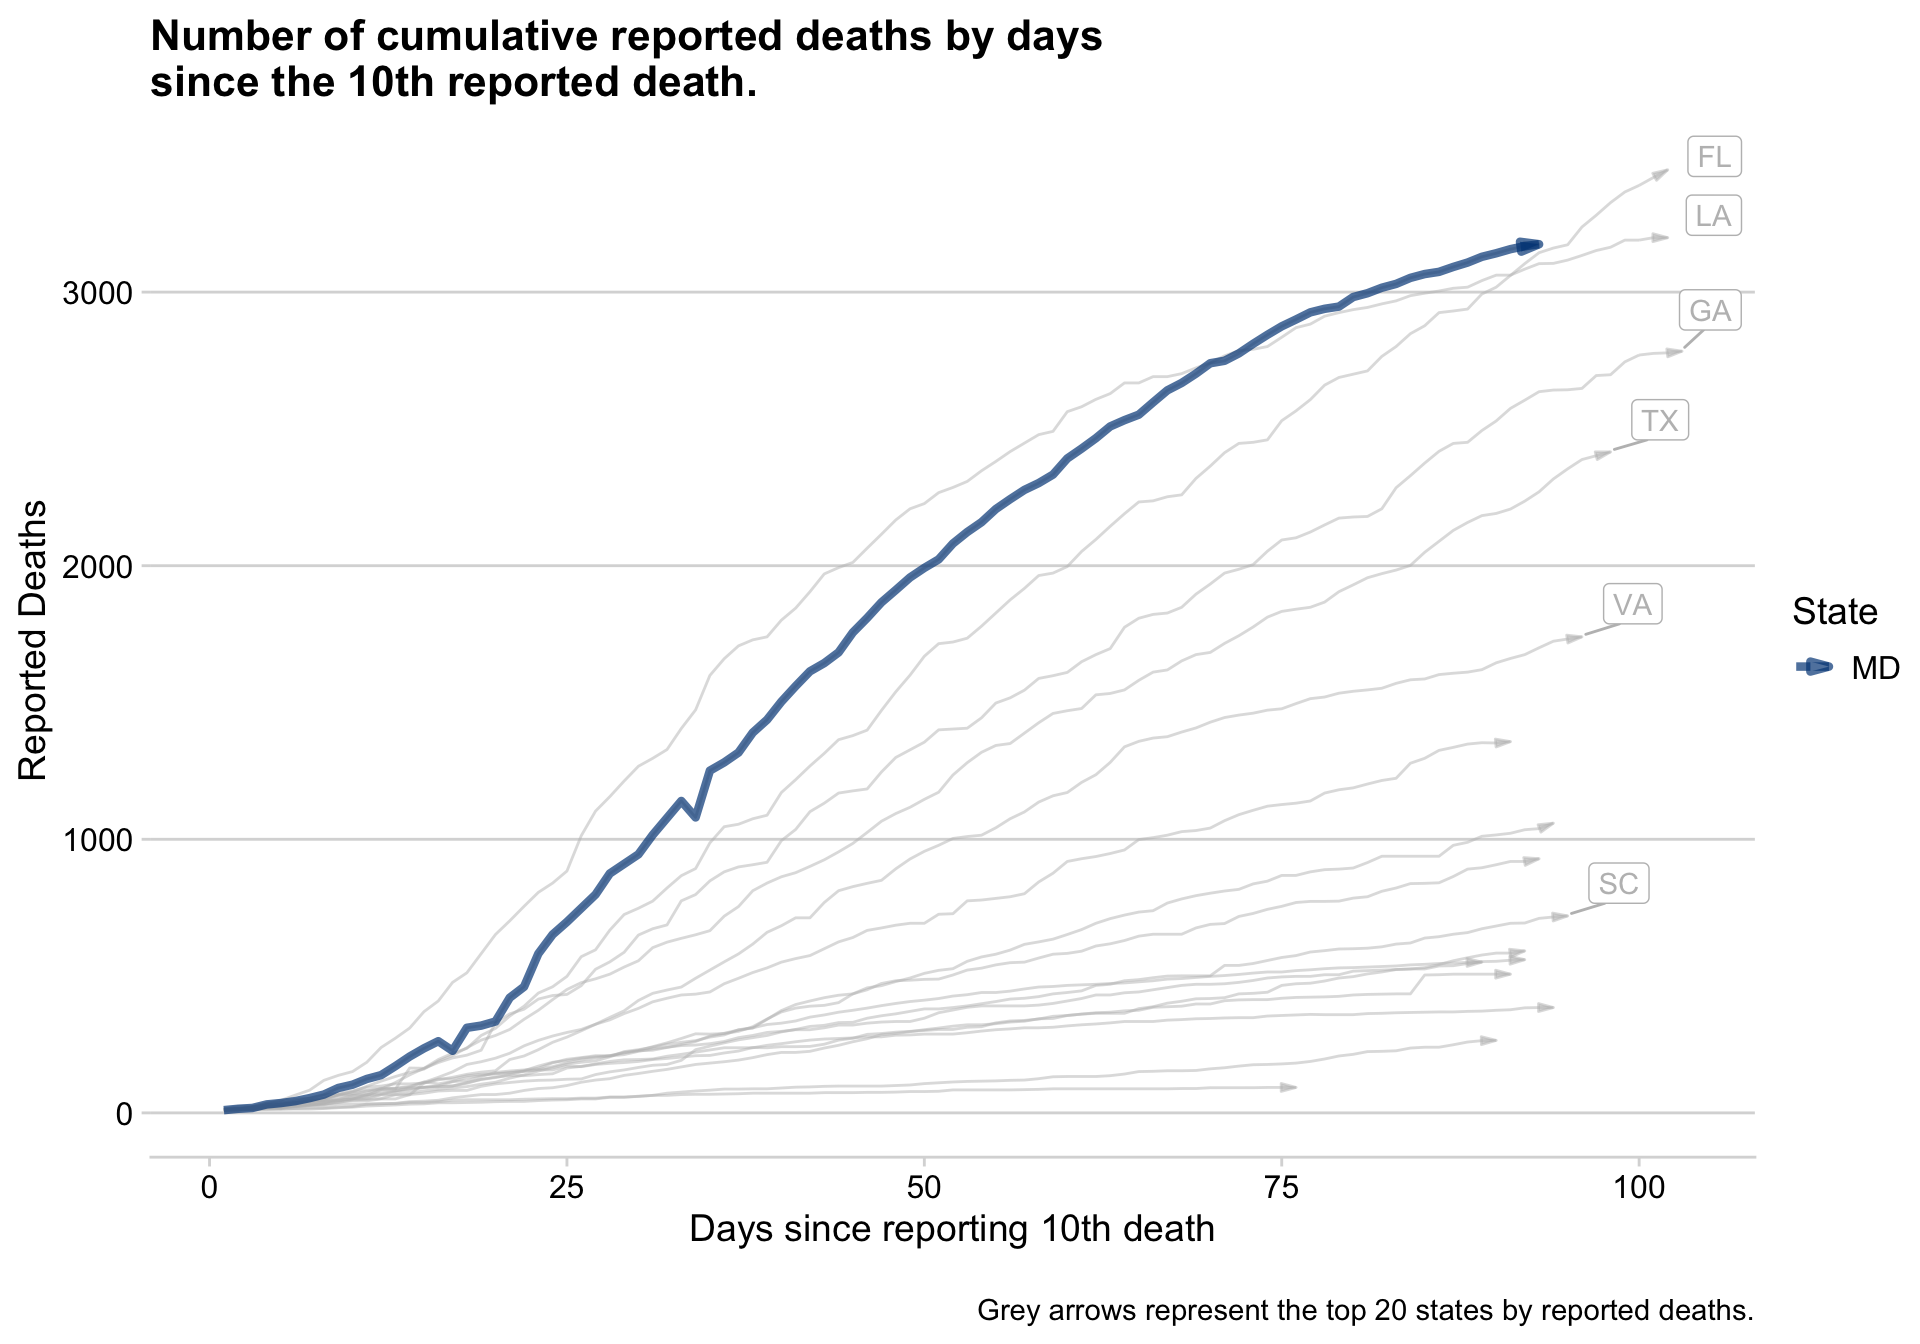 Number of cumulative reported deaths by days
since the 10th reported death.
FL
LA
GA
TX
VA
SC
Reported Deaths
3000
2000
1000
0
0
25
50
75
100
Days since reporting 10th death
State
MD
Grey arrows represent the top 20 states by reported deaths.